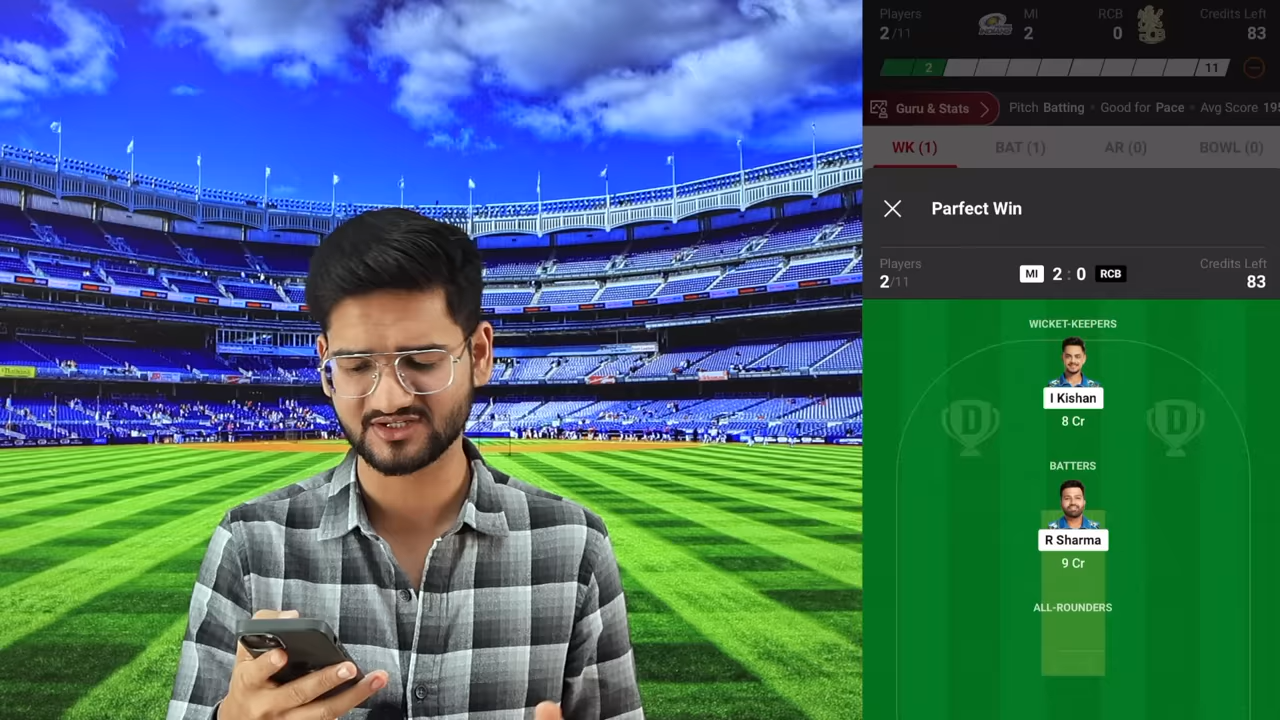 Players
MI
RCB
Credits Left
2/11
2
0
83
2
11
Guru & Stats
Pitch Batting
Good for Pace
Avg Score 195
WK (1)
BAT (1)
AR (0)
BOWL (0)
Parfect Win
Players
2/11
MI 2 : 0 RCB
Credits Left
83
WICKET-KEEPERS
I Kishan
8 Cr
D
D
BATTERS
R Sharma
9 Cr
ALL-ROUNDERS